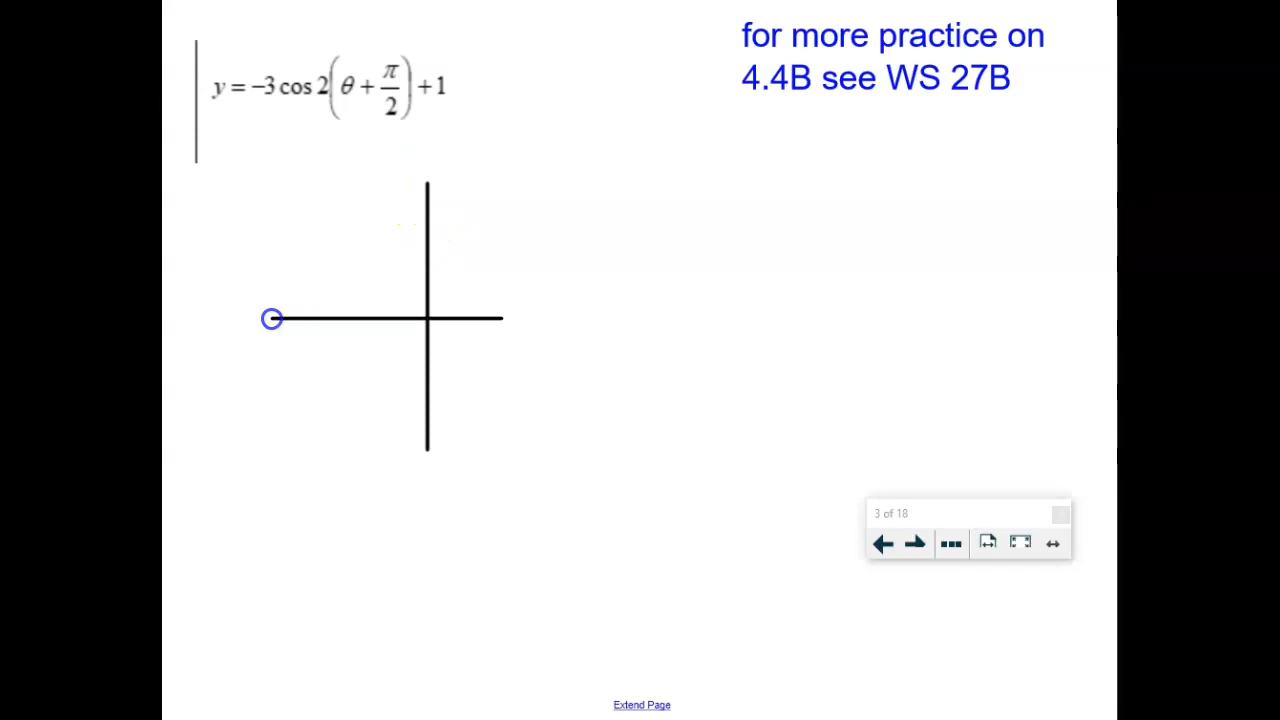 for more practice on
4.4B see WS 27B
y = −3 cos 2(θ + π/2) + 1
3 of 18
Extend Page